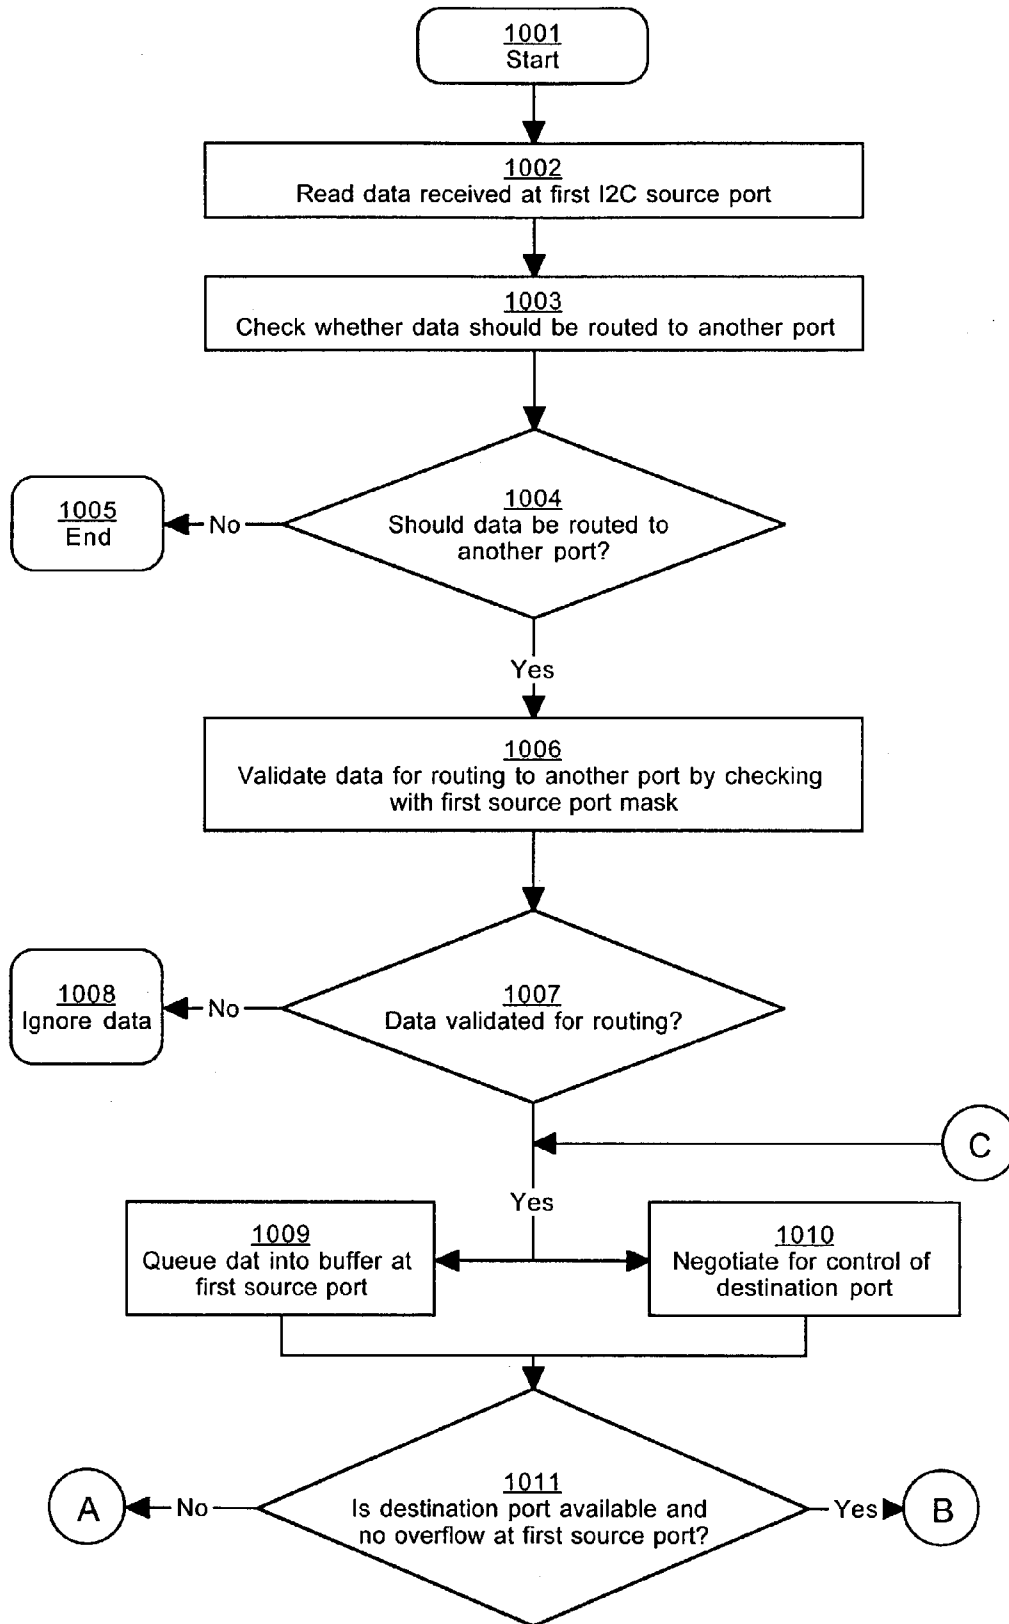 1001
Start
1002
Read data received at first I2C source port
1003
Check whether data should be routed to another port
1004
Should data be routed to
another port?
1005
End
No
Yes
1006
Validate data for routing to another port by checking
with first source port mask
1007
Data validated for routing?
1008
Ignore data
No
C
Yes
1009
Queue dat into buffer at
first source port
1010
Negotiate for control of
destination port
1011
Is destination port available and
no overflow at first source port?
A
No
Yes
B